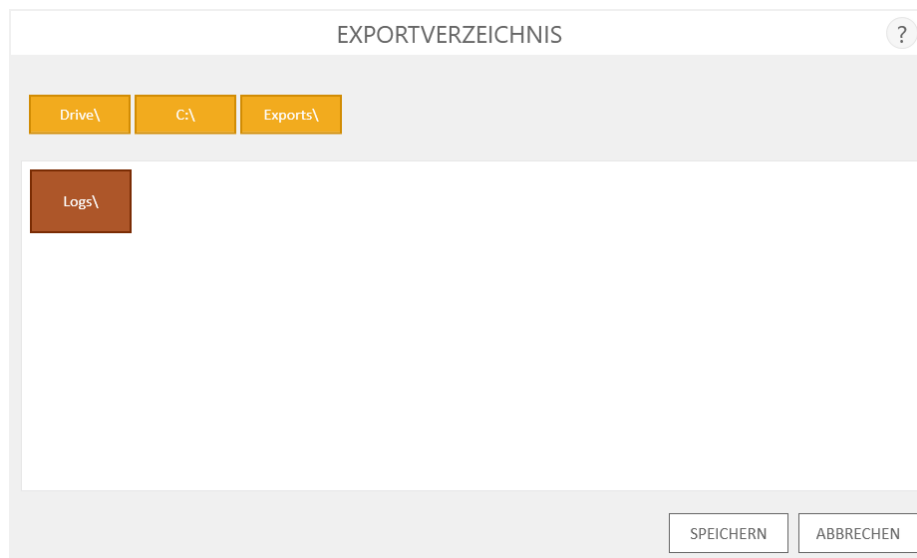 EXPORTVERZEICHNIS
?
Drive\ C:\ Exports\
Logs\
SPEICHERN ABBRECHEN